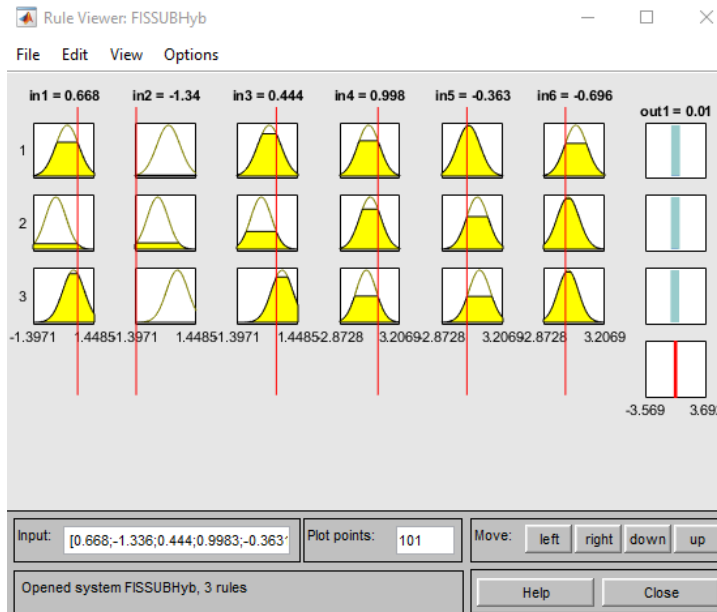 Rule Viewer: FISSUBHyb
File Edit View Options
in1 = 0.668 in2 = -1.34 in3 = 0.444 in4 = 0.998 in5 = -0.363 in6 = -0.696
out1 = 0.01
1
2
3
-1.3971 1.4485 -1.3971 1.4485 -1.3971 1.4485 -2.8728 3.2069 -2.8728 3.2069 -2.8728 3.2069
-3.569 3.692
Input: [0.668;-1.336;0.444;0.9983;-0.3631 Plot points: 101 Move: left right down up
Opened system FISSUBHyb, 3 rules Help Close